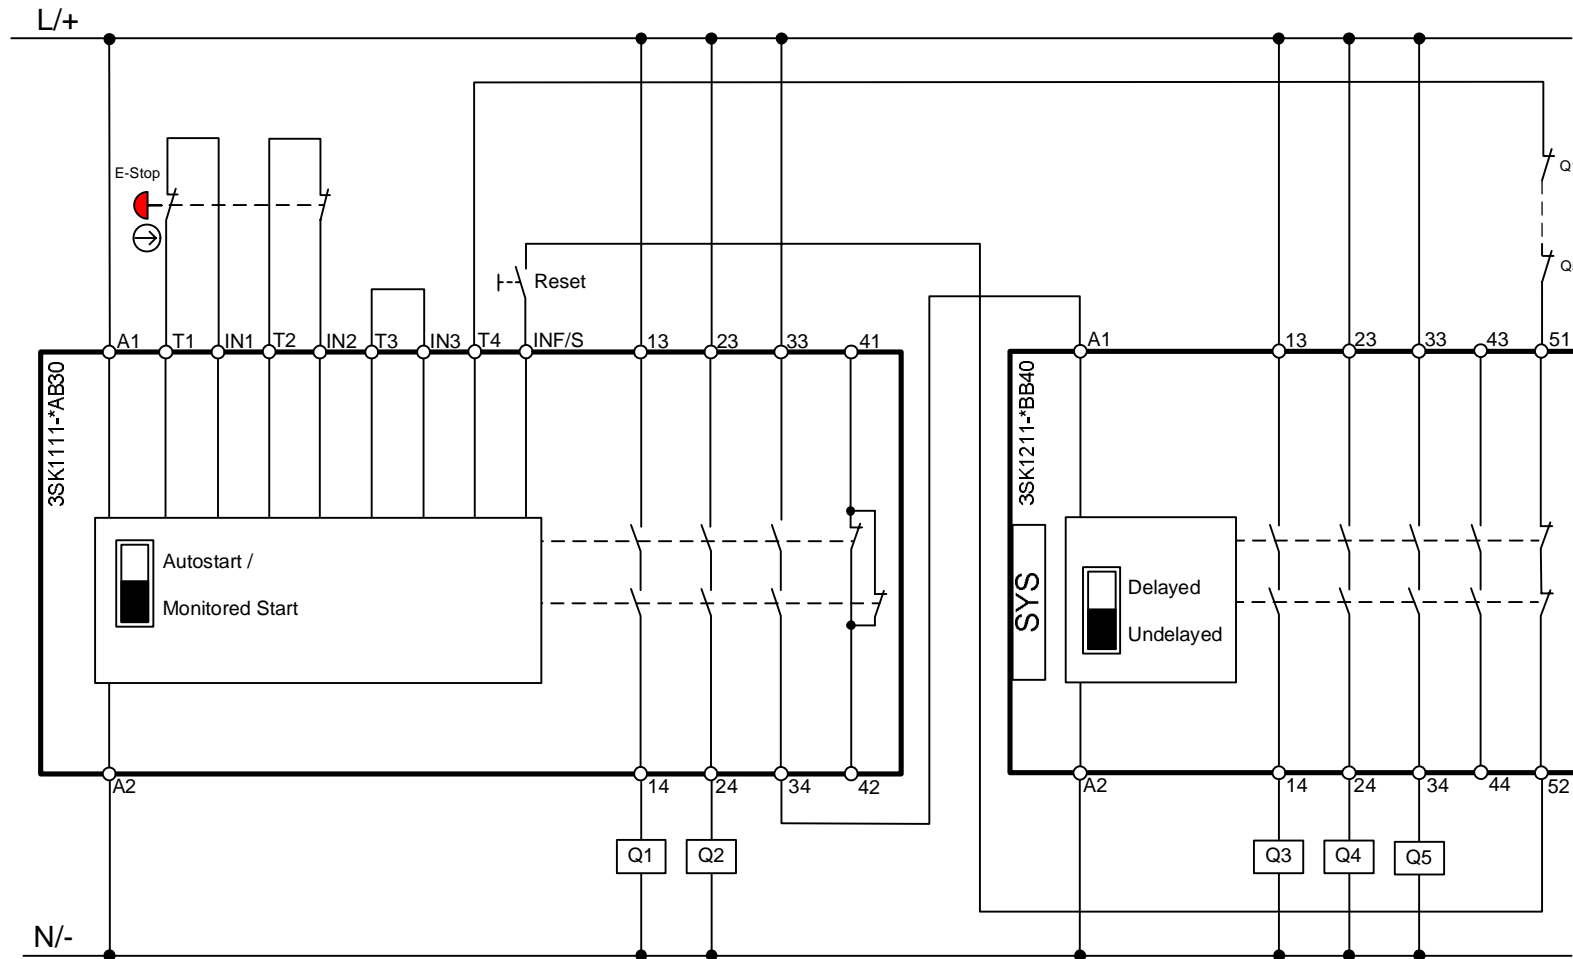 L/+
E-Stop
Q
Q
Reset
A1 T1 IN1 T2 IN2 T3 IN3 T4 INF/S 13 23 33 41
A1 13 23 33 43 51
3SK1111-*AB30
3SK1211-*BB40
Autostart /
Monitored Start
SYS
Delayed
Undelayed
A2 14 24 34 42
A2 14 24 34 44 52
Q1 Q2
Q3 Q4 Q5
N/-